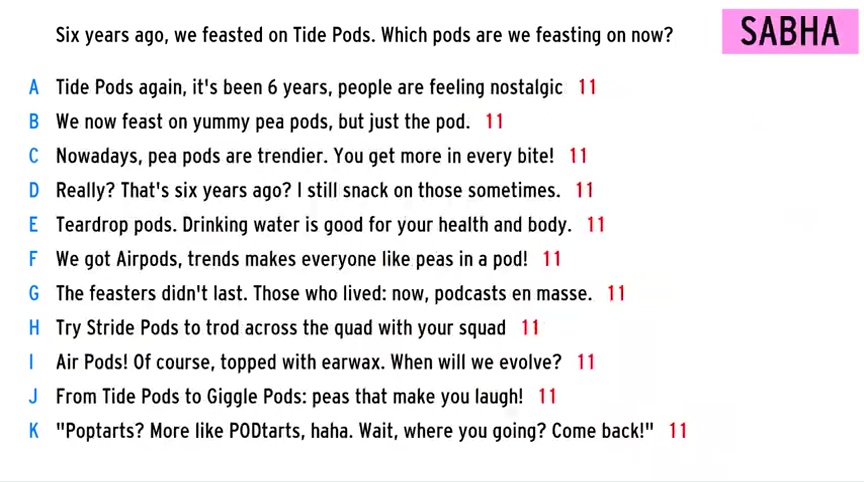 Six years ago, we feasted on Tide Pods. Which pods are we feasting on now?
SABHA
A Tide Pods again, it's been 6 years, people are feeling nostalgic 11
B We now feast on yummy pea pods, but just the pod. 11
C Nowadays, pea pods are trendier. You get more in every bite! 11
D Really? That's six years ago? I still snack on those sometimes. 11
E Teardrop pods. Drinking water is good for your health and body. 11
F We got Airpods, trends makes everyone like peas in a pod! 11
G The feasters didn't last. Those who lived: now, podcasts en masse. 11
H Try Stride Pods to trod across the quad with your squad 11
I Air Pods! Of course, topped with earwax. When will we evolve? 11
J From Tide Pods to Giggle Pods: peas that make you laugh! 11
K "Poptarts? More like PODtarts, haha. Wait, where you going? Come back!" 11